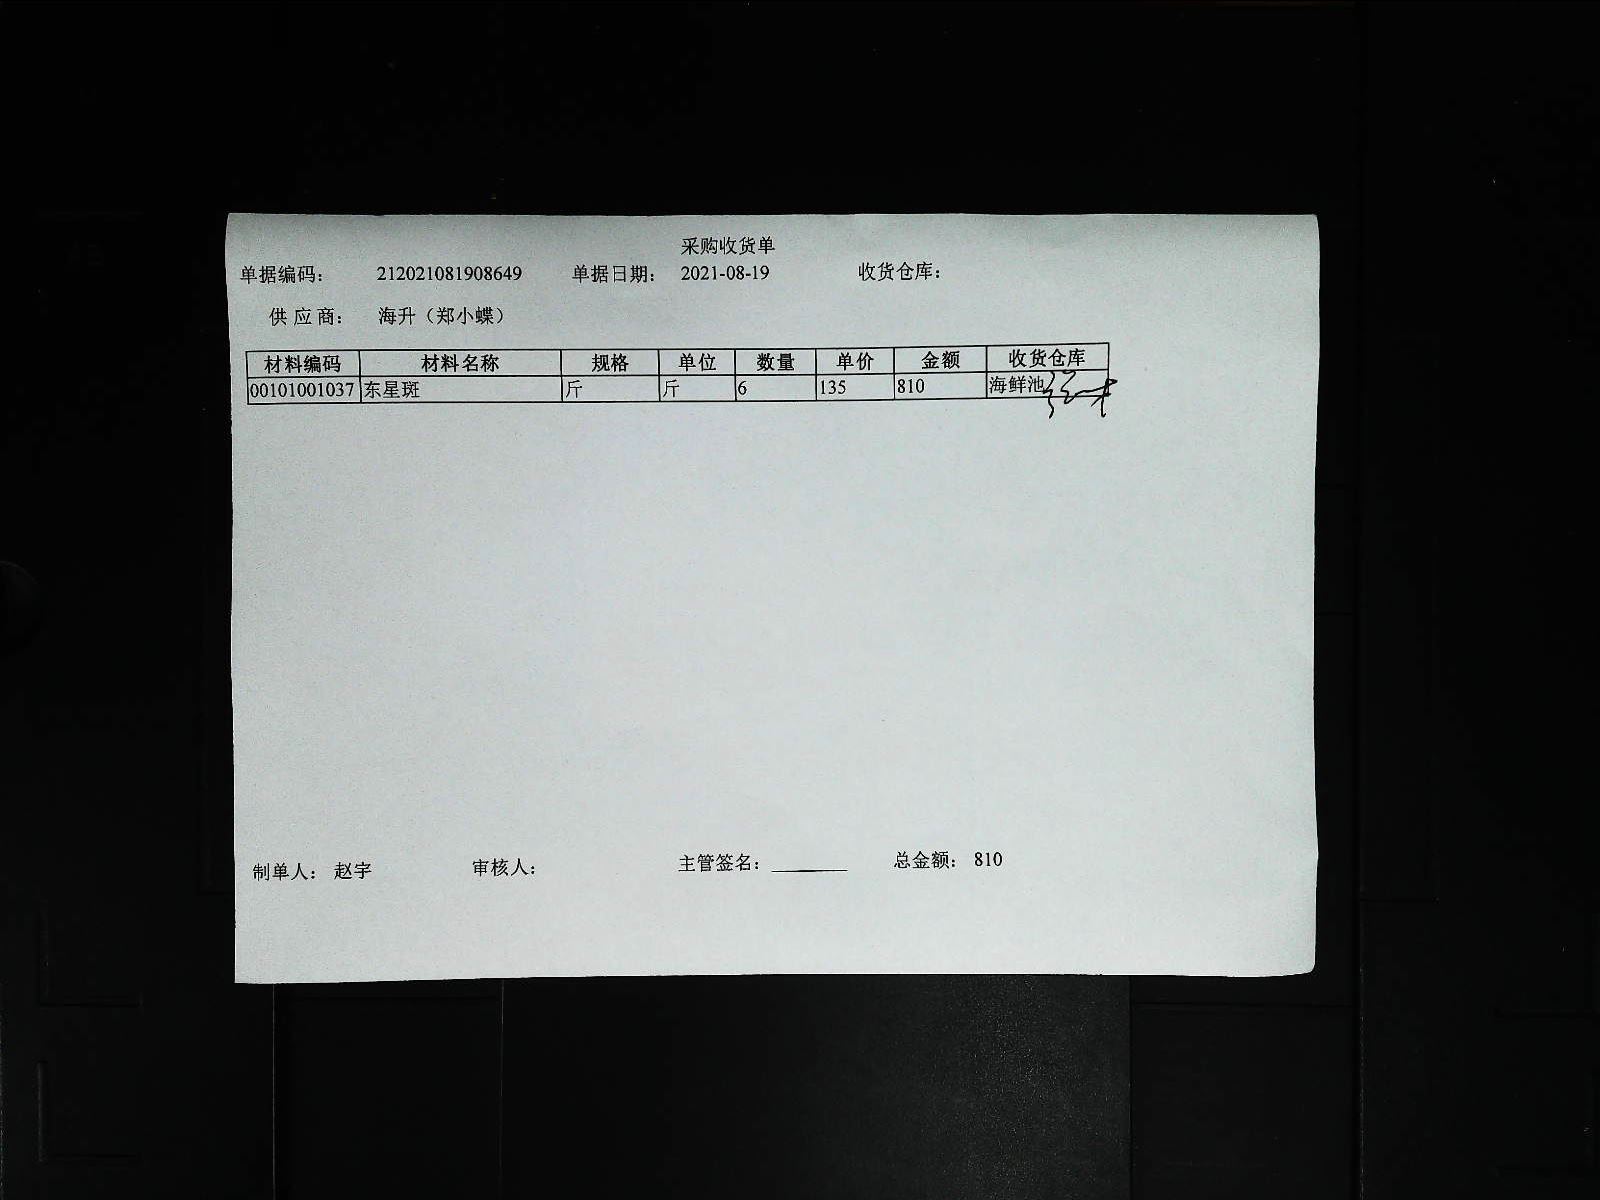 采购收货单
单据编码： 212021081908649 单据日期： 2021-08-19 收货仓库：
供应商： 海升（郑小蝶）
材料编码 材料名称 规格 单位 数量 单价 金额 收货仓库
00101001037 东星斑 斤 斤 6 135 810 海鲜池
制单人： 赵宇 审核人： 主管签名： 总金额： 810